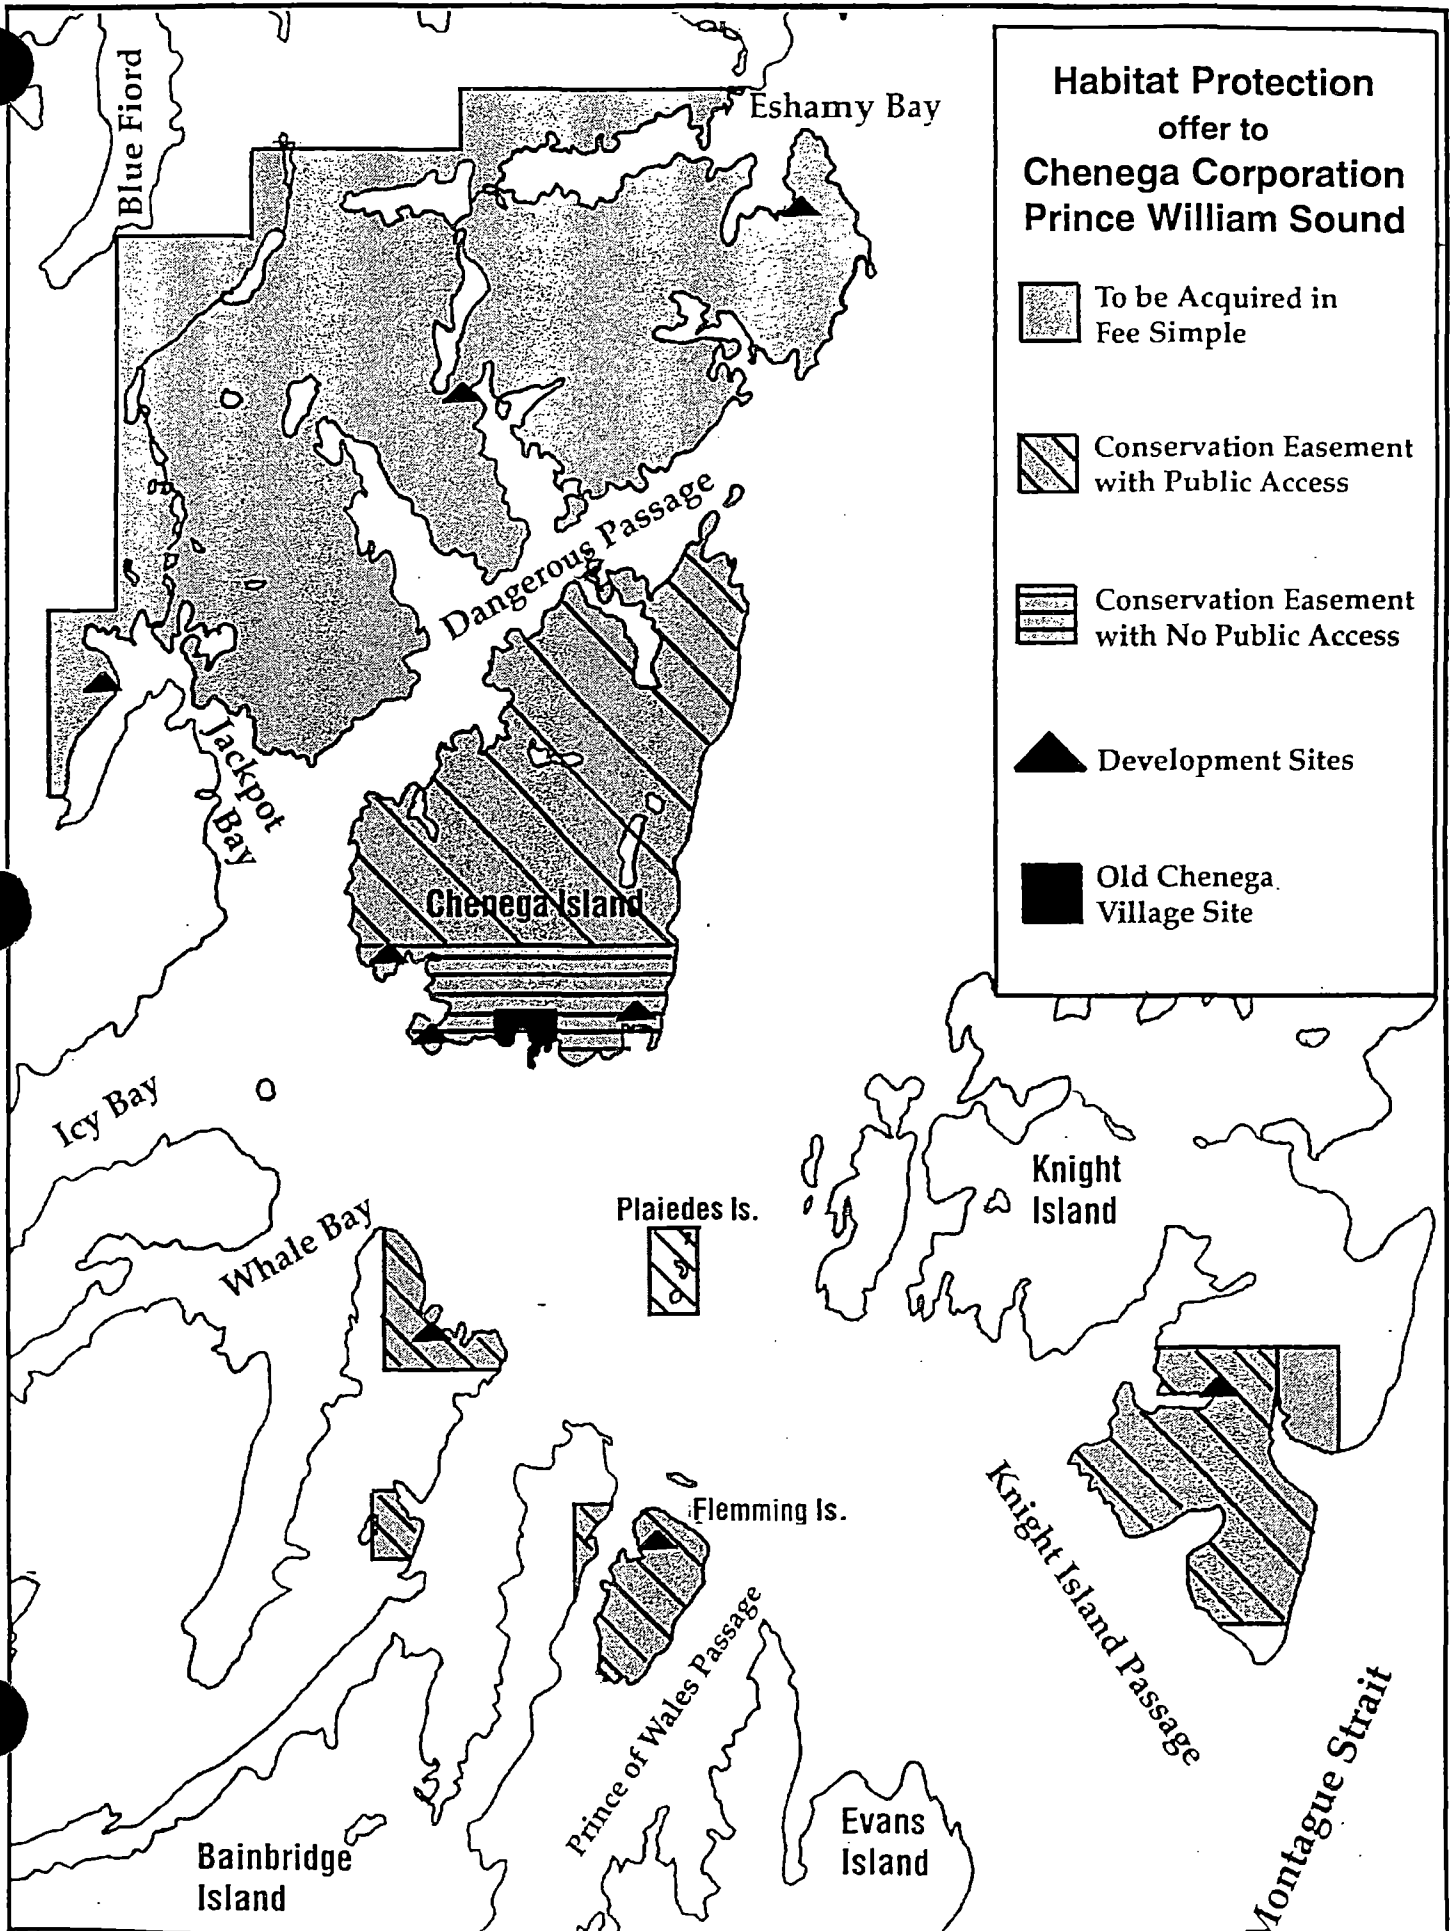 Habitat Protection
offer to
Chenega Corporation
Prince William Sound
To be Acquired in
Fee Simple
Conservation Easement
with Public Access
Conservation Easement
with No Public Access
Development Sites
Old Chenega
Village Site
Blue Fiord
Eshamy Bay
Dangerous Passage
Jackpot
Bay
Chenega Island
Icy Bay
Whale Bay
Plaiedes Is.
Knight
Island
Flemming Is.
Knight Island Passage
Prince of Wales Passage
Montague Strait
Evans
Island
Bainbridge
Island